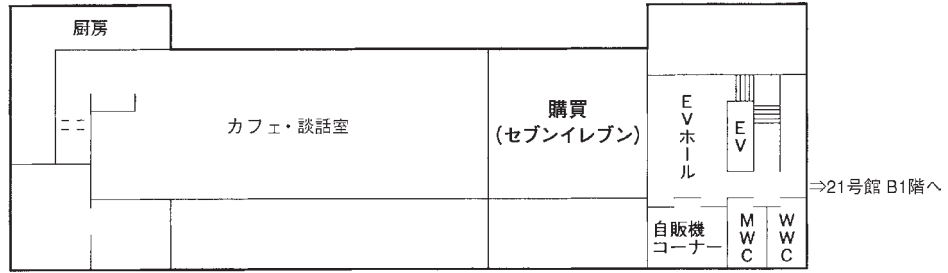 厨房
カフェ・談話室
購買
(セブンイレブン)
EVホール
EV
⇒21号館 B1階へ
自販機
コーナー
MWC
WWC